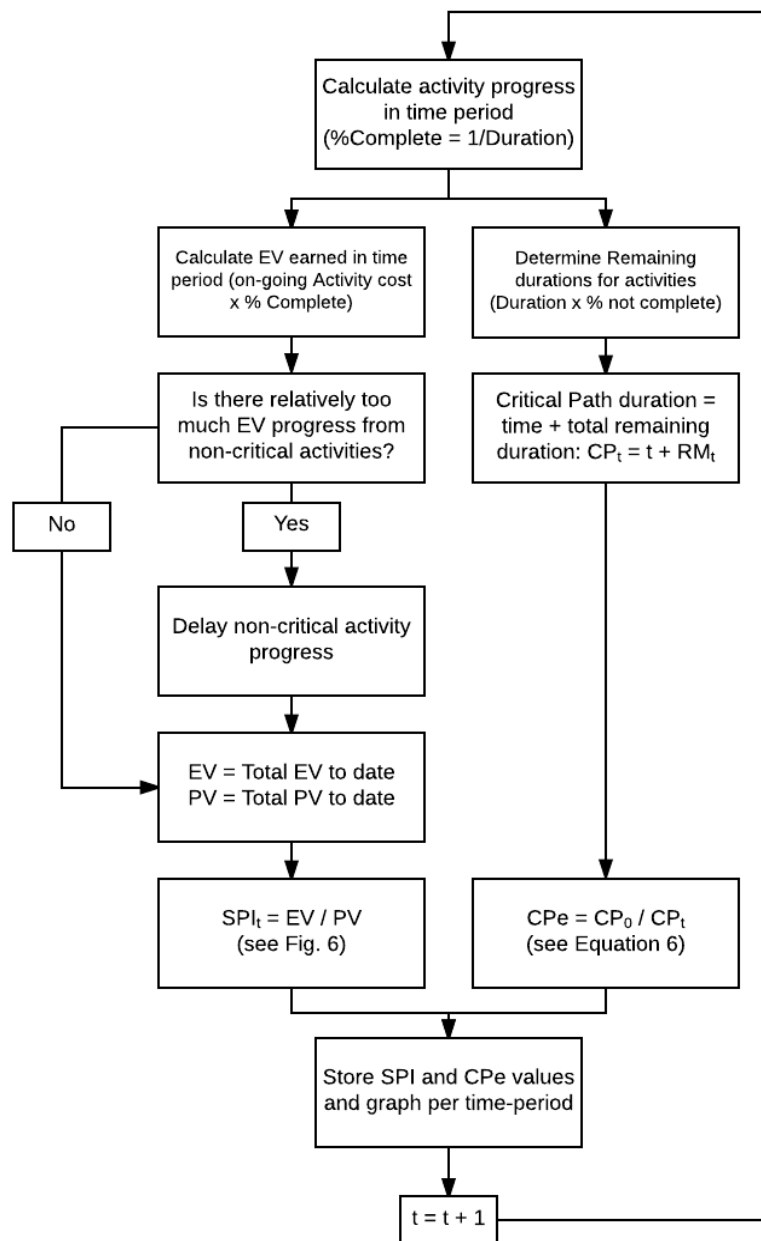 Calculate activity progress
in time period
(%Complete = 1/Duration)
Calculate EV earned in time
period (on-going Activity cost
x % Complete)
Determine Remaining
durations for activities
(Duration x % not complete)
Is there relatively too
much EV progress from
non-critical activities?
Critical Path duration =
time + total remaining
duration: CPₜ = t + RMₜ
No
Yes
Delay non-critical activity
progress
EV = Total EV to date
PV = Total PV to date
SPIₜ = EV / PV
(see Fig. 6)
CPe = CP₀ / CPₜ
(see Equation 6)
Store SPI and CPe values
and graph per time-period
t = t + 1